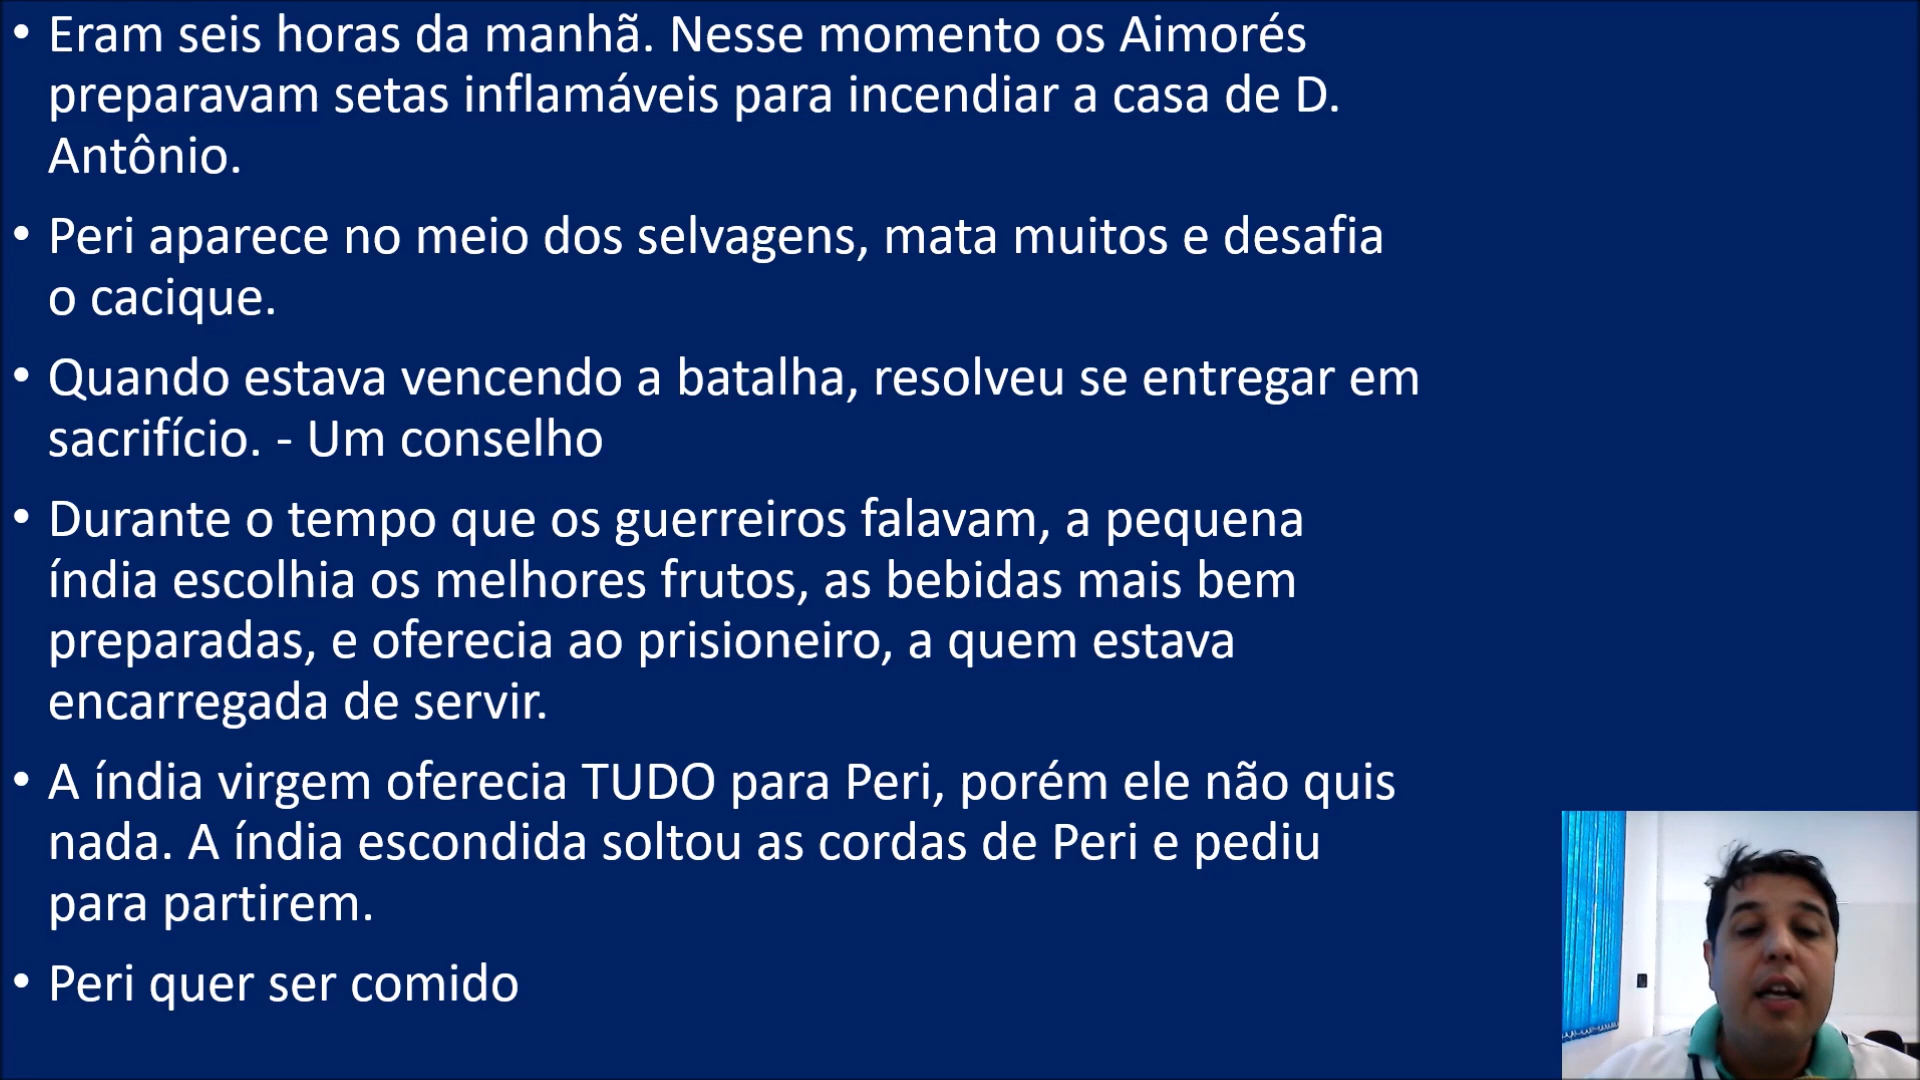 • Eram seis horas da manhã. Nesse momento os Aimorés
preparavam setas inflamáveis para incendiar a casa de D.
Antônio.
• Peri aparece no meio dos selvagens, mata muitos e desafia
o cacique.
• Quando estava vencendo a batalha, resolveu se entregar em
sacrifício. - Um conselho
• Durante o tempo que os guerreiros falavam, a pequena
índia escolhia os melhores frutos, as bebidas mais bem
preparadas, e oferecia ao prisioneiro, a quem estava
encarregada de servir.
• A índia virgem oferecia TUDO para Peri, porém ele não quis
nada. A índia escondida soltou as cordas de Peri e pediu
para partirem.
• Peri quer ser comido